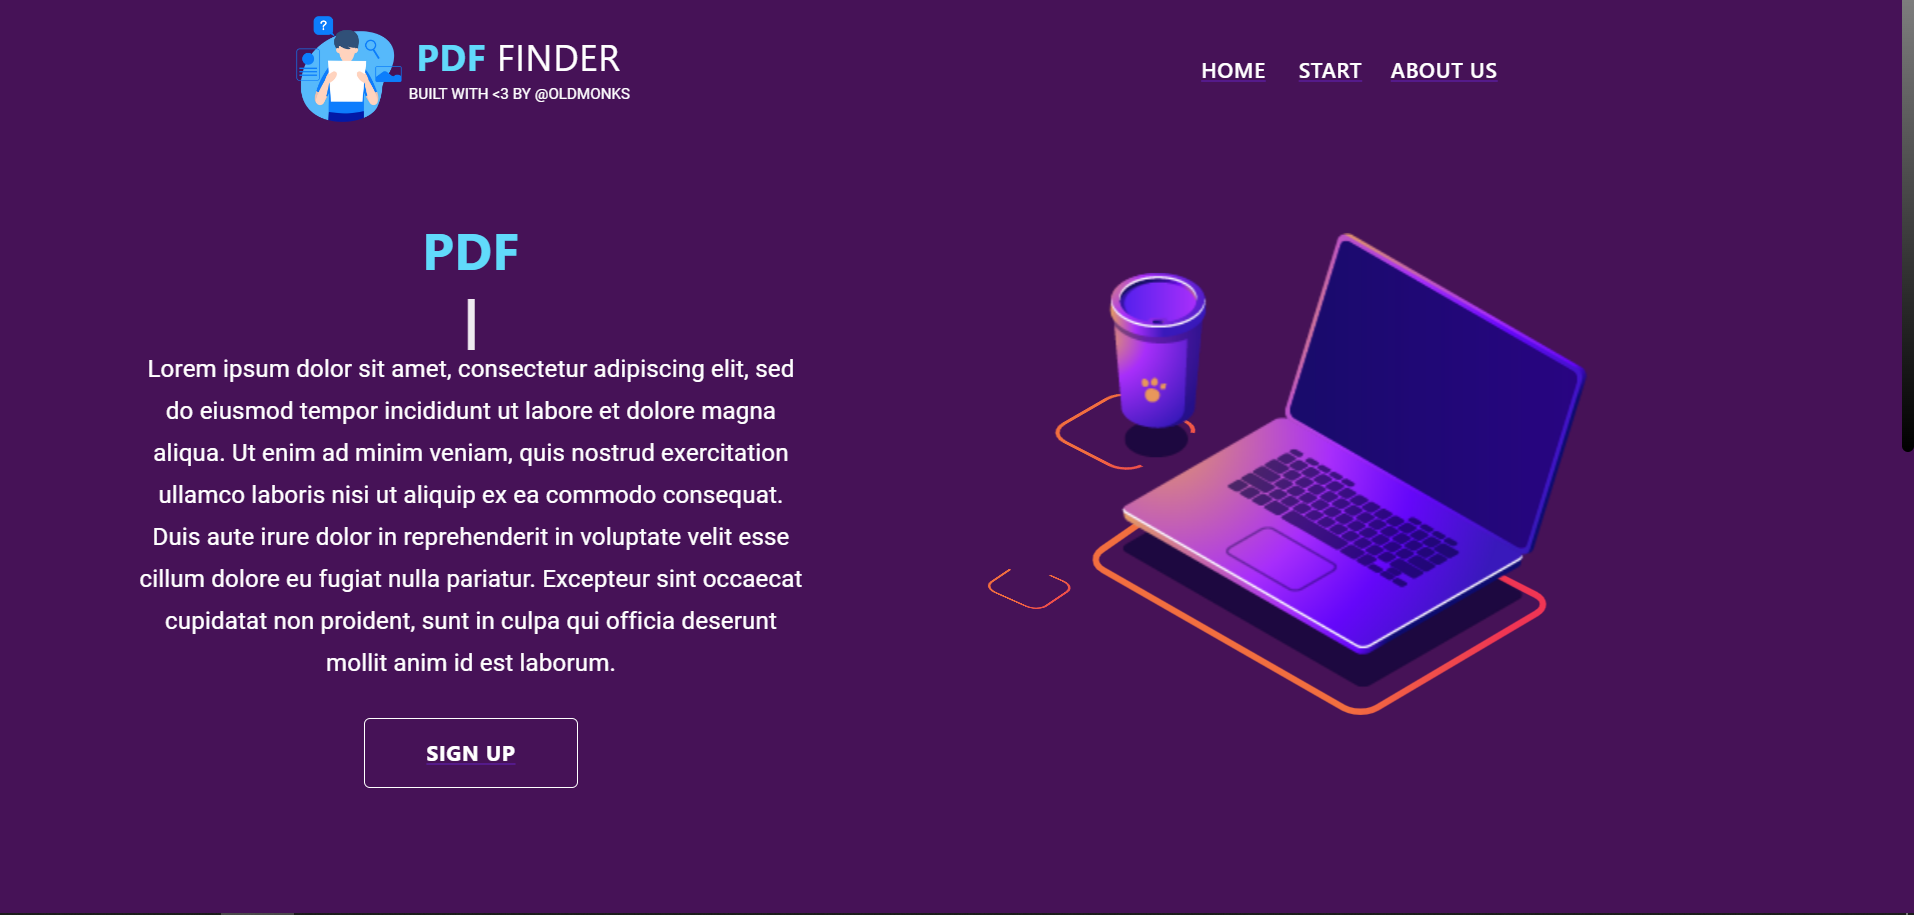 ?
PDF FINDER
BUILT WITH <3 BY @OLDMONKS
HOME START ABOUT US
PDF
|
Lorem ipsum dolor sit amet, consectetur adipiscing elit, sed
do eiusmod tempor incididunt ut labore et dolore magna
aliqua. Ut enim ad minim veniam, quis nostrud exercitation
ullamco laboris nisi ut aliquip ex ea commodo consequat.
Duis aute irure dolor in reprehenderit in voluptate velit esse
cillum dolore eu fugiat nulla pariatur. Excepteur sint occaecat
cupidatat non proident, sunt in culpa qui officia deserunt
mollit anim id est laborum.
SIGN UP